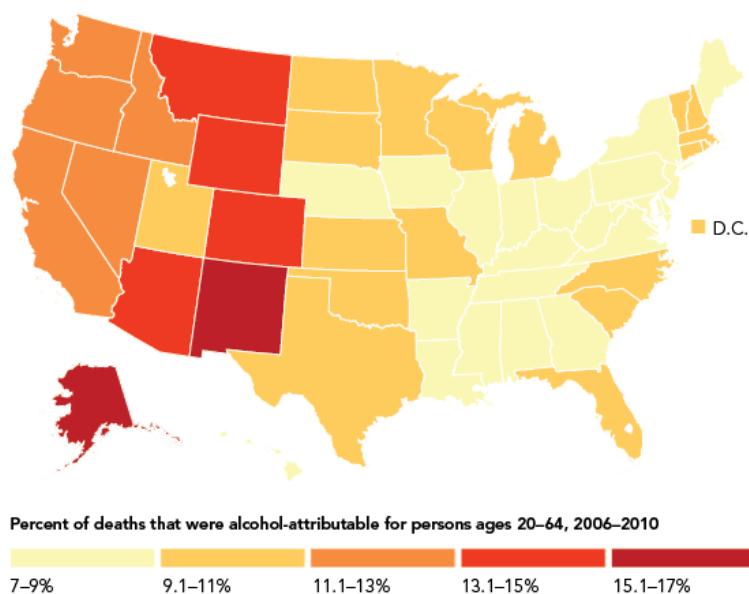 D.C.
Percent of deaths that were alcohol-attributable for persons ages 20–64, 2006–2010
7–9% 9.1–11% 11.1–13% 13.1–15% 15.1–17%